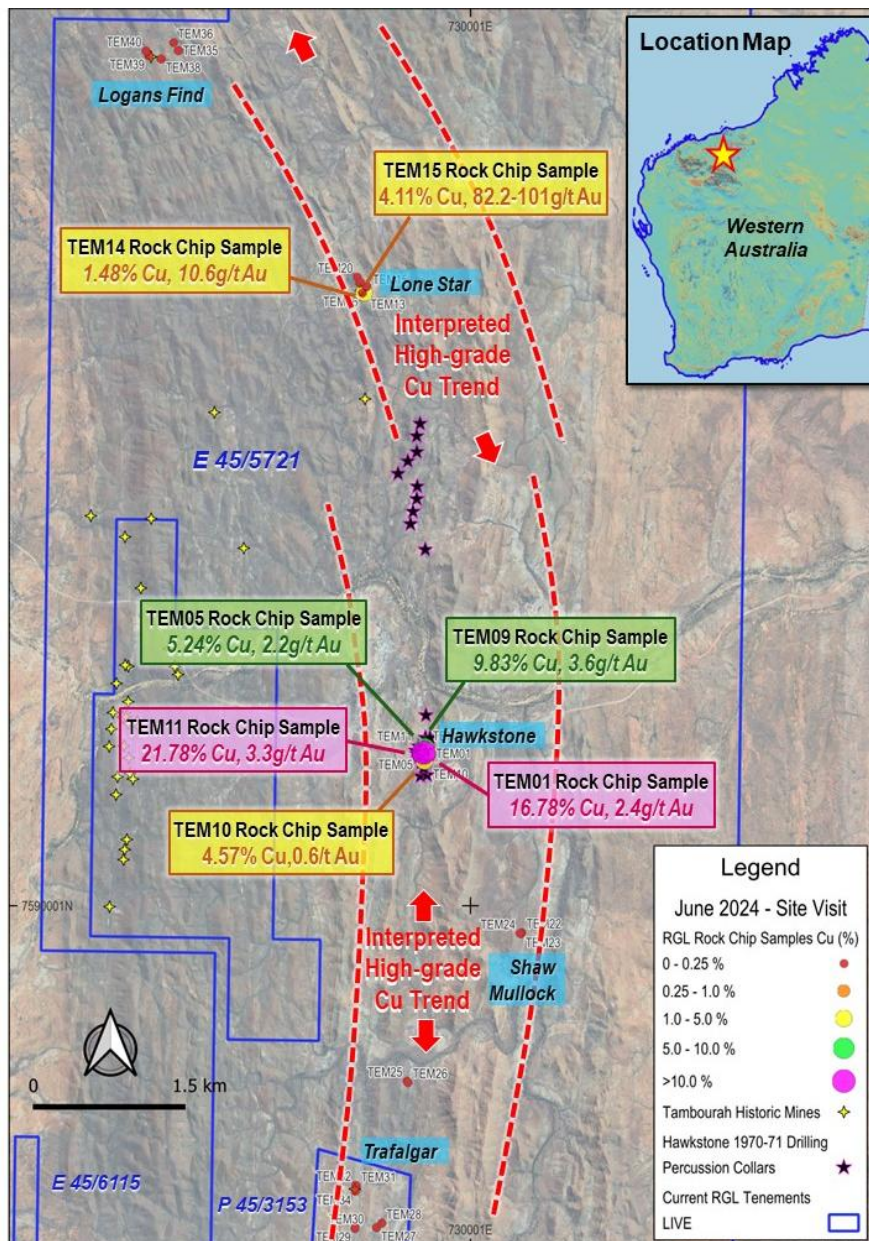 730001E
Location Map
Western
Australia
TEM40
TEM36
TEM35
TEM39
TEM38
Logans Find
TEM15 Rock Chip Sample
4.11% Cu, 82.2-101g/t Au
TEM14 Rock Chip Sample
1.48% Cu, 10.6g/t Au
TEM20
TEM13
Lone Star
Interpreted
High-grade
Cu Trend
E 45/5721
TEM05 Rock Chip Sample
5.24% Cu, 2.2g/t Au
TEM09 Rock Chip Sample
9.83% Cu, 3.6g/t Au
TEM11 Rock Chip Sample
21.78% Cu, 3.3g/t Au
Hawkstone
TEM01
TEM05
TEM10
TEM01 Rock Chip Sample
16.78% Cu, 2.4g/t Au
TEM10 Rock Chip Sample
4.57% Cu,0.6/t Au
7590001N
Interpreted
High-grade
Cu Trend
TEM24
TEM22
TEM23
Shaw
Mullock
TEM25
TEM26
0
1.5 km
Trafalgar
TEM31
TEM30
TEM28
TEM29
TEM27
E 45/6115
P 45/3153
730001E
Legend
June 2024 - Site Visit
RGL Rock Chip Samples Cu (%)
0 - 0.25 %
0.25 - 1.0 %
1.0 - 5.0 %
5.0 - 10.0 %
>10.0 %
Tambourah Historic Mines
Hawkstone 1970-71 Drilling
Percussion Collars
Current RGL Tenements
LIVE